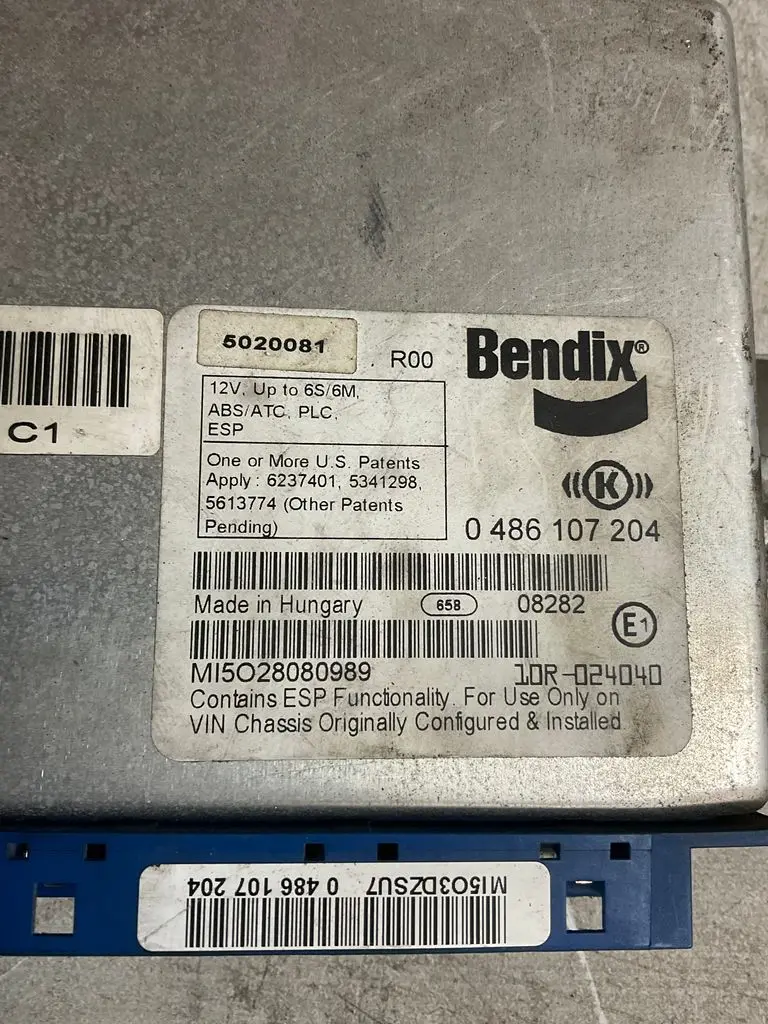 5020081
R00
Bendix®
12V, Up to 6S/6M,
ABS/ATC, PLC,
ESP
One or More U.S. Patents
Apply : 6237401, 5341298,
5613774 (Other Patents
Pending)
K
0 486 107 204
C1
Made in Hungary 658 08282
E1
MI5O28080989 10R-024040
Contains ESP Functionality. For Use Only on
VIN Chassis Originally Configured & Installed
MI5O3DZSU7 0 486 107 204